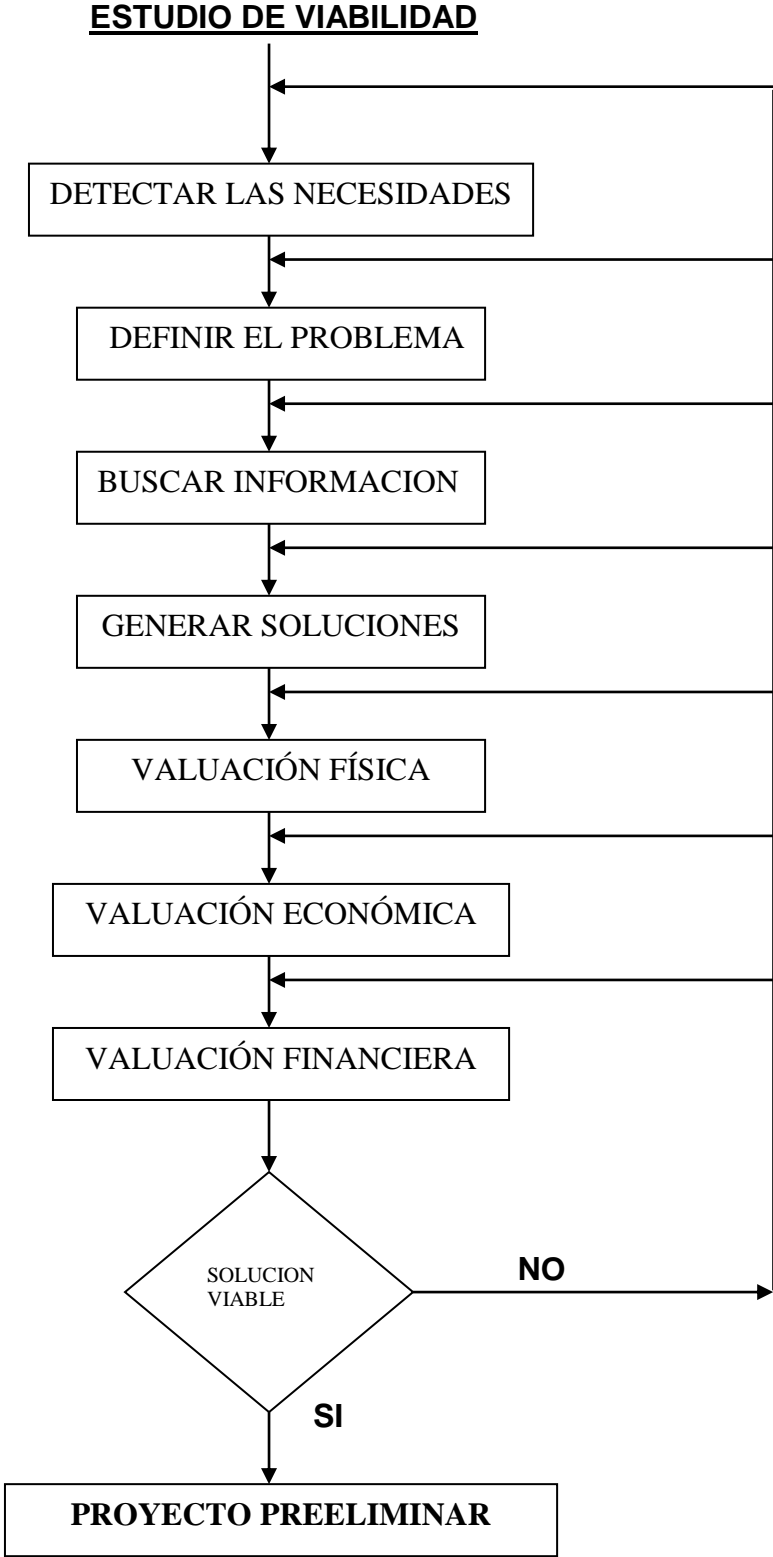 ESTUDIO DE VIABILIDAD
DETECTAR LAS NECESIDADES
DEFINIR EL PROBLEMA
BUSCAR INFORMACION
GENERAR SOLUCIONES
VALUACIÓN FÍSICA
VALUACIÓN ECONÓMICA
VALUACIÓN FINANCIERA
SOLUCION
VIABLE
NO
SI
PROYECTO PREELIMINAR